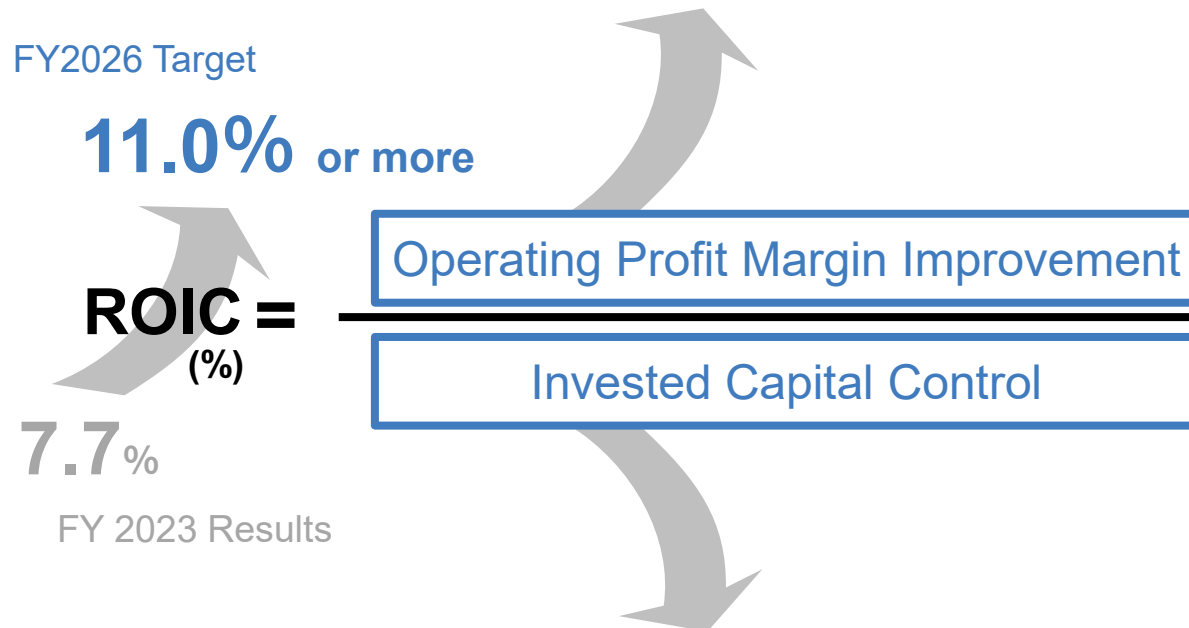 FY2026 Target
11.0% or more
Operating Profit Margin Improvement
ROIC =
(%)
Invested Capital Control
7.7%
FY 2023 Results